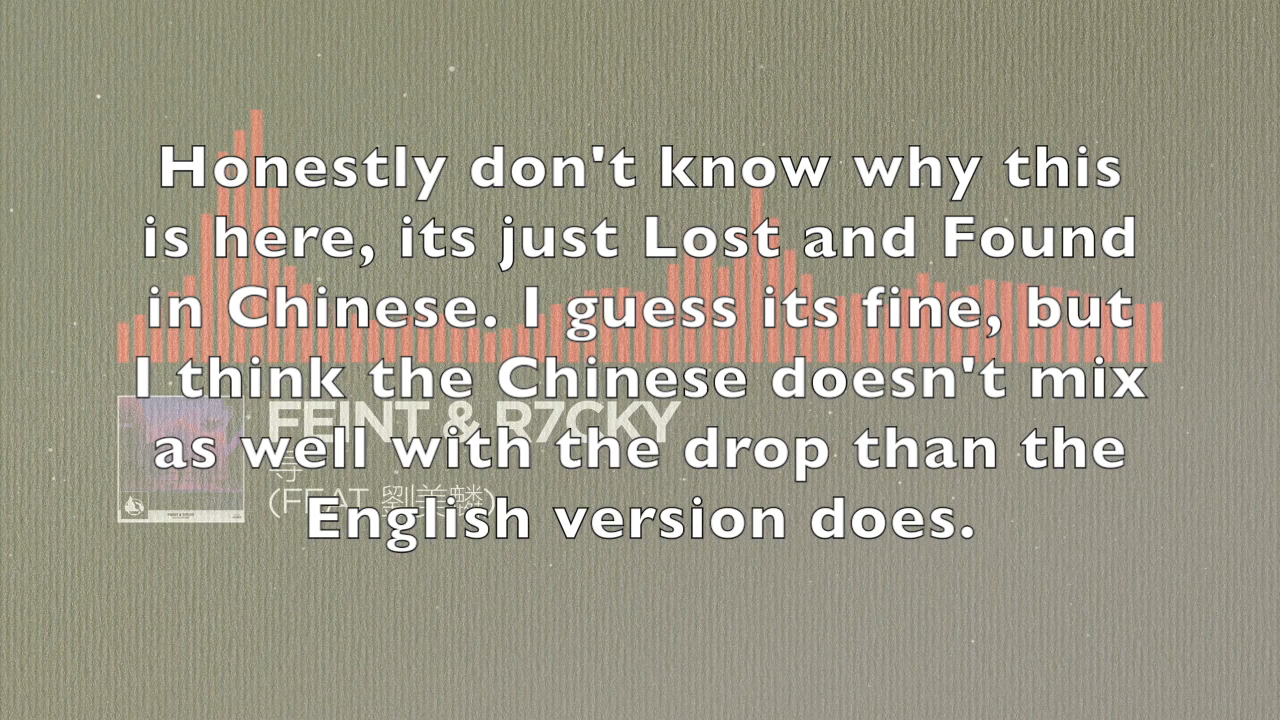 Honestly don't know why this
is here, its just Lost and Found
in Chinese. I guess its fine, but
I think the Chinese doesn't mix
as well with the drop than the
English version does.
FEINT & R7CKY
尋
(FEAT. 劉美麟)